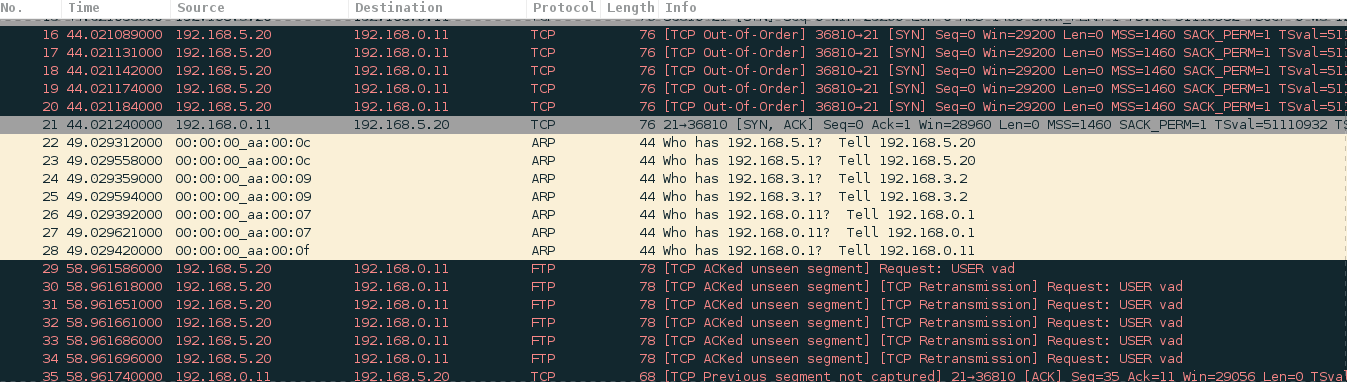 No. Time Source Destination Protocol Length Info
16 44.021089000 192.168.5.20 192.168.0.11 TCP 76 [TCP Out-Of-Order] 36810→21 [SYN] Seq=0 Win=29200 Len=0 MSS=1460 SACK_PERM=1 TSval=511
17 44.021131000 192.168.5.20 192.168.0.11 TCP 76 [TCP Out-Of-Order] 36810→21 [SYN] Seq=0 Win=29200 Len=0 MSS=1460 SACK_PERM=1 TSval=511
18 44.021142000 192.168.5.20 192.168.0.11 TCP 76 [TCP Out-Of-Order] 36810→21 [SYN] Seq=0 Win=29200 Len=0 MSS=1460 SACK_PERM=1 TSval=511
19 44.021174000 192.168.5.20 192.168.0.11 TCP 76 [TCP Out-Of-Order] 36810→21 [SYN] Seq=0 Win=29200 Len=0 MSS=1460 SACK_PERM=1 TSval=511
20 44.021184000 192.168.5.20 192.168.0.11 TCP 76 [TCP Out-Of-Order] 36810→21 [SYN] Seq=0 Win=29200 Len=0 MSS=1460 SACK_PERM=1 TSval=511
21 44.021240000 192.168.0.11 192.168.5.20 TCP 76 21→36810 [SYN, ACK] Seq=0 Ack=1 Win=28960 Len=0 MSS=1460 SACK_PERM=1 TSval=51110932 TS
22 49.029312000 00:00:00_aa:00:0c ARP 44 Who has 192.168.5.1? Tell 192.168.5.20
23 49.029558000 00:00:00_aa:00:0c ARP 44 Who has 192.168.5.1? Tell 192.168.5.20
24 49.029359000 00:00:00_aa:00:09 ARP 44 Who has 192.168.3.1? Tell 192.168.3.2
25 49.029594000 00:00:00_aa:00:09 ARP 44 Who has 192.168.3.1? Tell 192.168.3.2
26 49.029392000 00:00:00_aa:00:07 ARP 44 Who has 192.168.0.11? Tell 192.168.0.1
27 49.029621000 00:00:00_aa:00:07 ARP 44 Who has 192.168.0.11? Tell 192.168.0.1
28 49.029420000 00:00:00_aa:00:0f ARP 44 Who has 192.168.0.1? Tell 192.168.0.11
29 58.961586000 192.168.5.20 192.168.0.11 FTP 78 [TCP ACKed unseen segment] Request: USER vad
30 58.961618000 192.168.5.20 192.168.0.11 FTP 78 [TCP ACKed unseen segment] [TCP Retransmission] Request: USER vad
31 58.961651000 192.168.5.20 192.168.0.11 FTP 78 [TCP ACKed unseen segment] [TCP Retransmission] Request: USER vad
32 58.961661000 192.168.5.20 192.168.0.11 FTP 78 [TCP ACKed unseen segment] [TCP Retransmission] Request: USER vad
33 58.961686000 192.168.5.20 192.168.0.11 FTP 78 [TCP ACKed unseen segment] [TCP Retransmission] Request: USER vad
34 58.961696000 192.168.5.20 192.168.0.11 FTP 78 [TCP ACKed unseen segment] [TCP Retransmission] Request: USER vad
35 58.961740000 192.168.0.11 192.168.5.20 TCP 68 [TCP Previous segment not captured] 21→36810 [ACK] Seq=35 Ack=11 Win=29056 Len=0 TSval